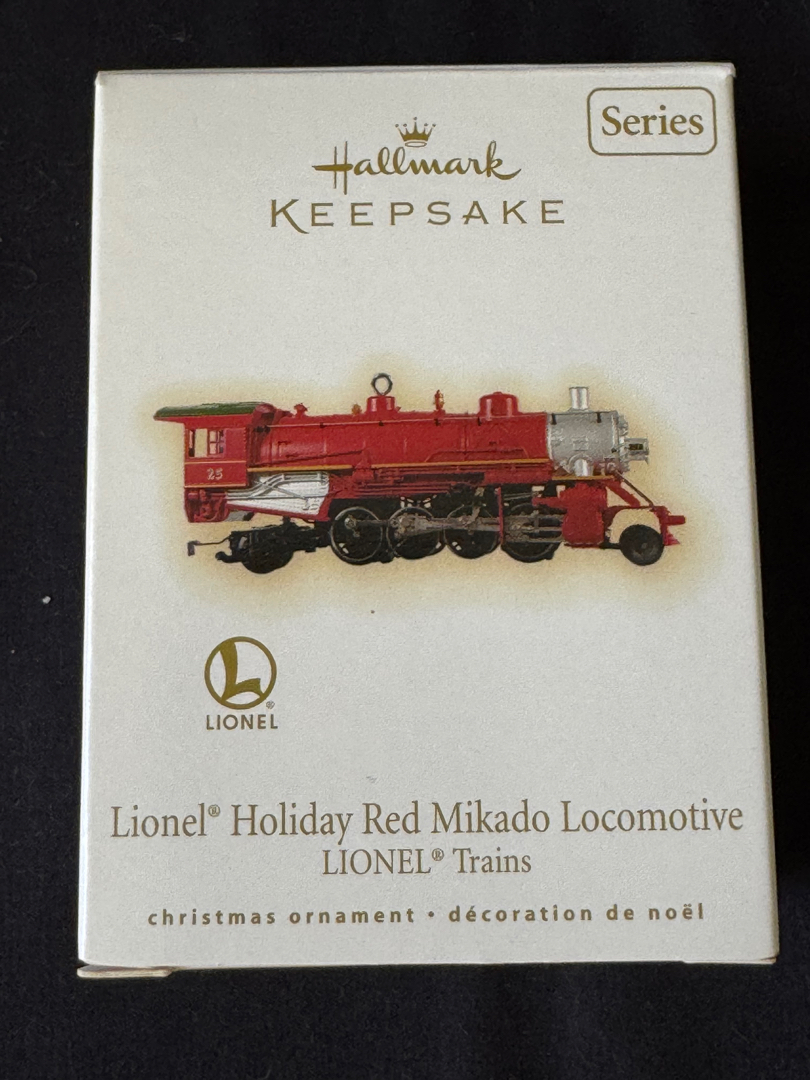 Series
Hallmark
KEEPSAKE
25
L
®
LIONEL
Lionel® Holiday Red Mikado Locomotive
LIONEL® Trains
christmas ornament • décoration de noël